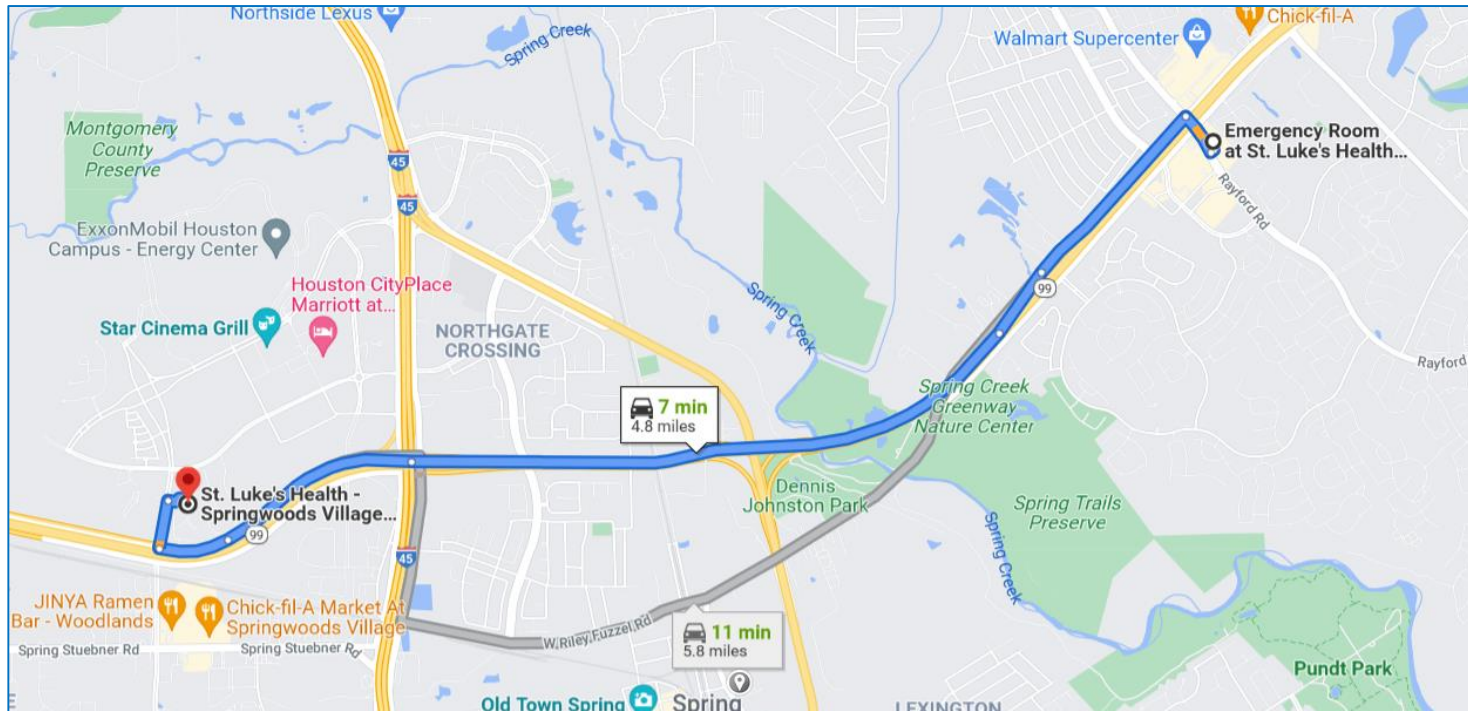 Northside Lexus
Chick-fil-A
Spring Creek
Walmart Supercenter
Montgomery
County
Preserve
45
Emergency Room
at St. Luke's Health...
45
Rayford Rd
ExxonMobil Houston
Campus - Energy Center
Houston CityPlace
Marriott at...
99
Spring Creek
Star Cinema Grill
NORTHGATE
CROSSING
Rayford
Spring Creek
Greenway
Nature Center
7 min
4.8 miles
St. Luke's Health -
Springwoods Village...
Dennis
Johnston Park
Spring Trails
Preserve
99
45
Spring Creek
JINYA Ramen
Bar - Woodlands
Chick-fil-A Market At
Springwoods Village
W Riley Fuzzel Rd
11 min
5.8 miles
Spring Stuebner Rd
Spring Stuebner Rd
Pundt Park
Old Town Spring
Spring
LEXINGTON